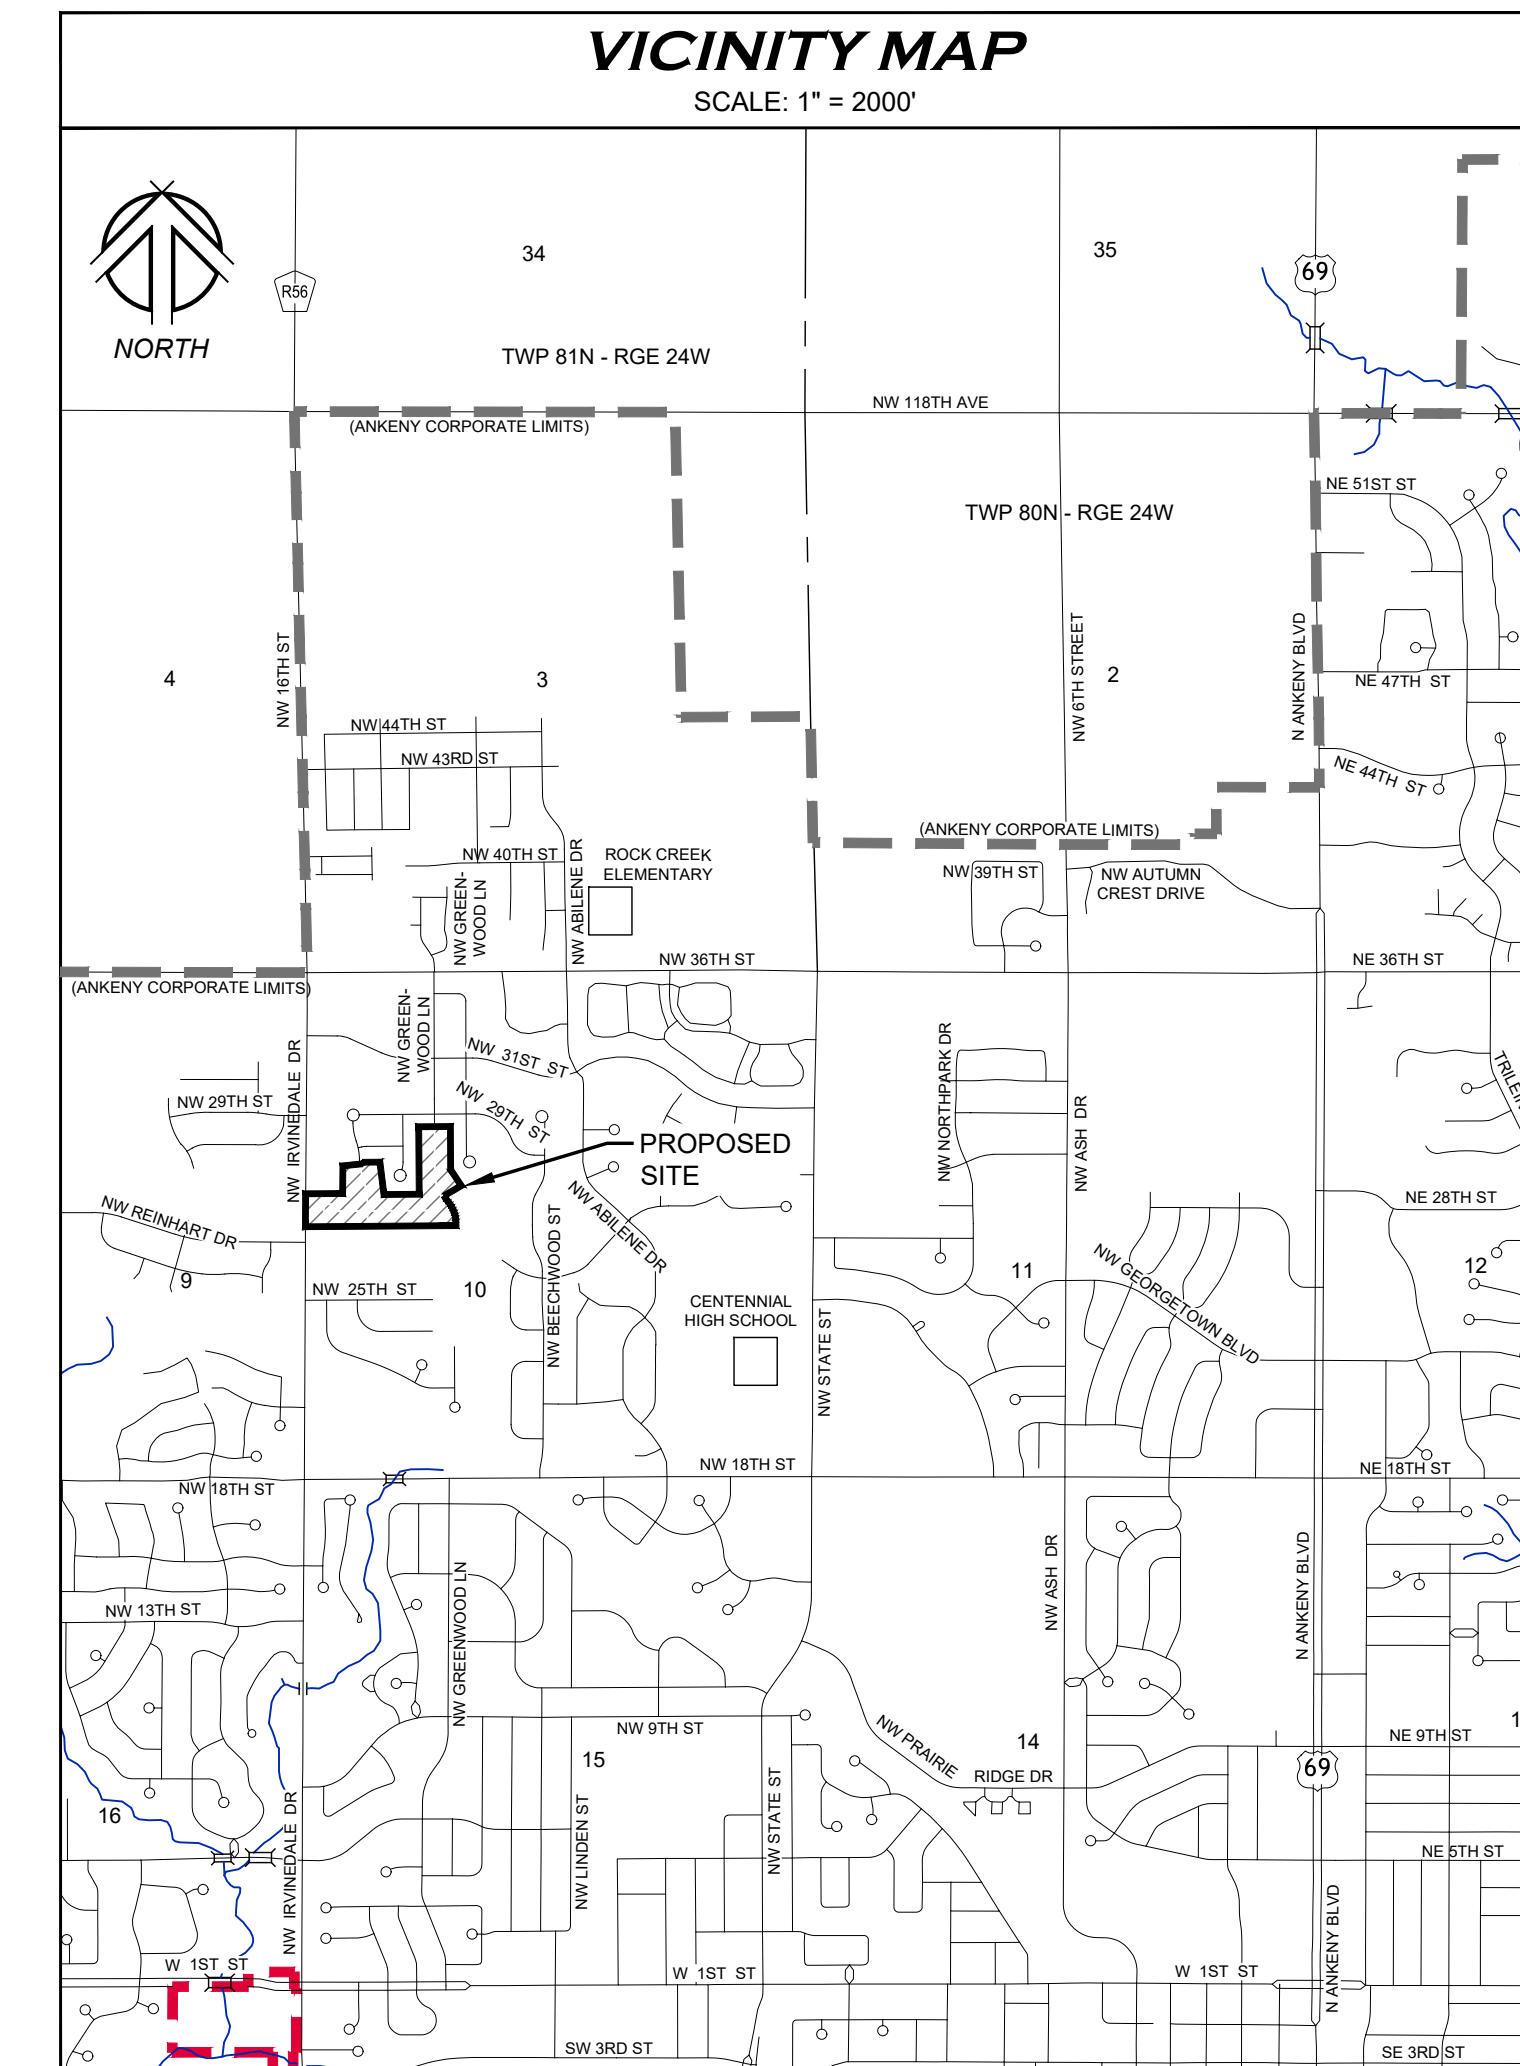 VICINITY MAP
SCALE: 1" = 2000'
34
35
69
R56
NORTH
TWP 81N - RGE 24W
NW 118TH AVE
(ANKENY CORPORATE LIMITS)
NE 51ST ST
TWP 80N - RGE 24W
NW 16TH ST
4
3
2
NW 6TH STREET
N ANKENY BLVD
NE 47TH ST
NW 44TH ST
NW 43RD ST
NE 44TH ST
(ANKENY CORPORATE LIMITS)
NW 40TH ST
NW ABILENE DR
ROCK CREEK
ELEMENTARY
NW 39TH ST
NW AUTUMN
CREST DRIVE
NW GREEN-
WOOD LN
NW 36TH ST
NE 36TH ST
(ANKENY CORPORATE LIMITS)
NW GREEN-
WOOD LN
NW IRVINEDALE DR
NW 31ST ST
NW NORTHPARK DR
NW 29TH ST
NW 29TH ST
NW ASH DR
PROPOSED
SITE
NW REINHART DR
NW ABILENE DR
NE 28TH ST
9
NW 25TH ST
10
NW BEECHWOOD ST
CENTENNIAL
HIGH SCHOOL
11
NW GEORGETOWN BLVD
12
NW STATE ST
NW 18TH ST
NW 18TH ST
NE 18TH ST
NW 13TH ST
NW GREENWOOD LN
NW ASH DR
N ANKENY BLVD
NW 9TH ST
NW PRAIRIE
RIDGE DR
14
NE 9TH ST
15
69
16
NW IRVINEDALE DR
NW LINDEN ST
NW STATE ST
NE 5TH ST
N ANKENY BLVD
W 1ST ST
W 1ST ST
W 1ST ST
SW 3RD ST
SE 3RD ST